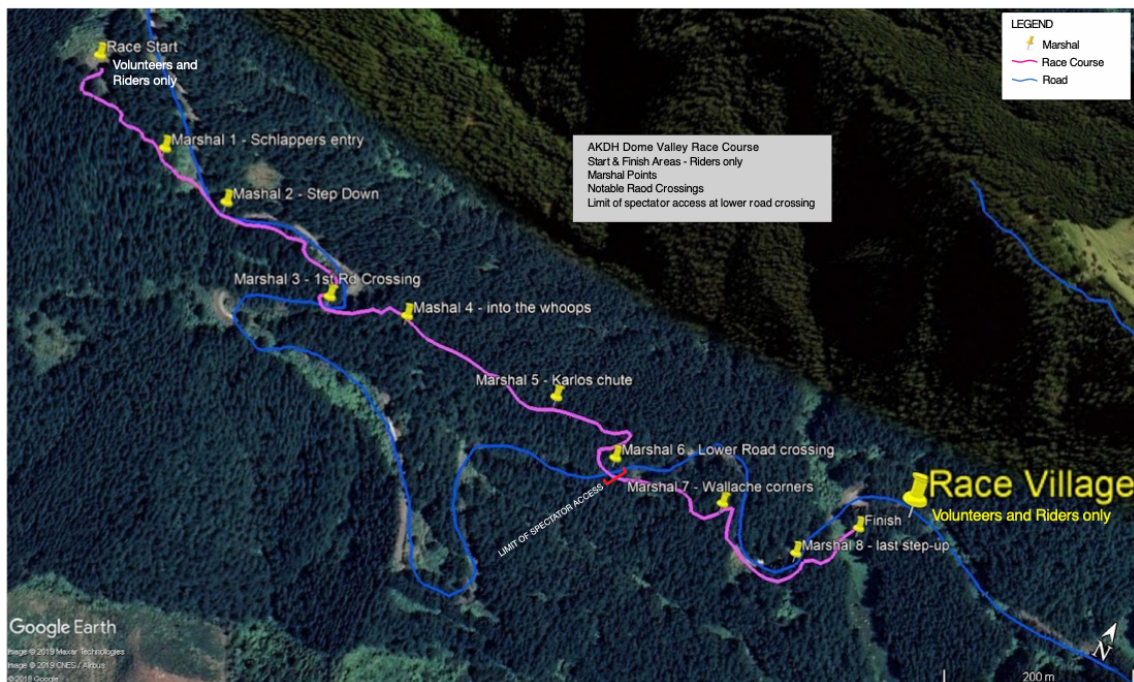 LEGEND
Marshal
Race Course
Road
Race Start
Volunteers and
Riders only
Marshal 1 - Schlappers entry
Mashal 2 - Step Down
AKDH Dome Valley Race Course
Start & Finish Areas - Riders only
Marshal Points
Notable Raod Crossings
Limit of spectator access at lower road crossing
Marshal 3 - 1st Rd Crossing
Mashal 4 - into the whoops
Marshal 5 - Karlos chute
Marshal 6 - Lower Road crossing
LIMIT OF SPECTATOR ACCESS
Marshal 7 - Wallache corners
Race Village
Volunteers and Riders only
Finish
Marshal 8 - last step-up
Google Earth
Image © 2019 Maxar Technologies
Image © 2019 CNES / Airbus
© 2018 Google
N
200 m